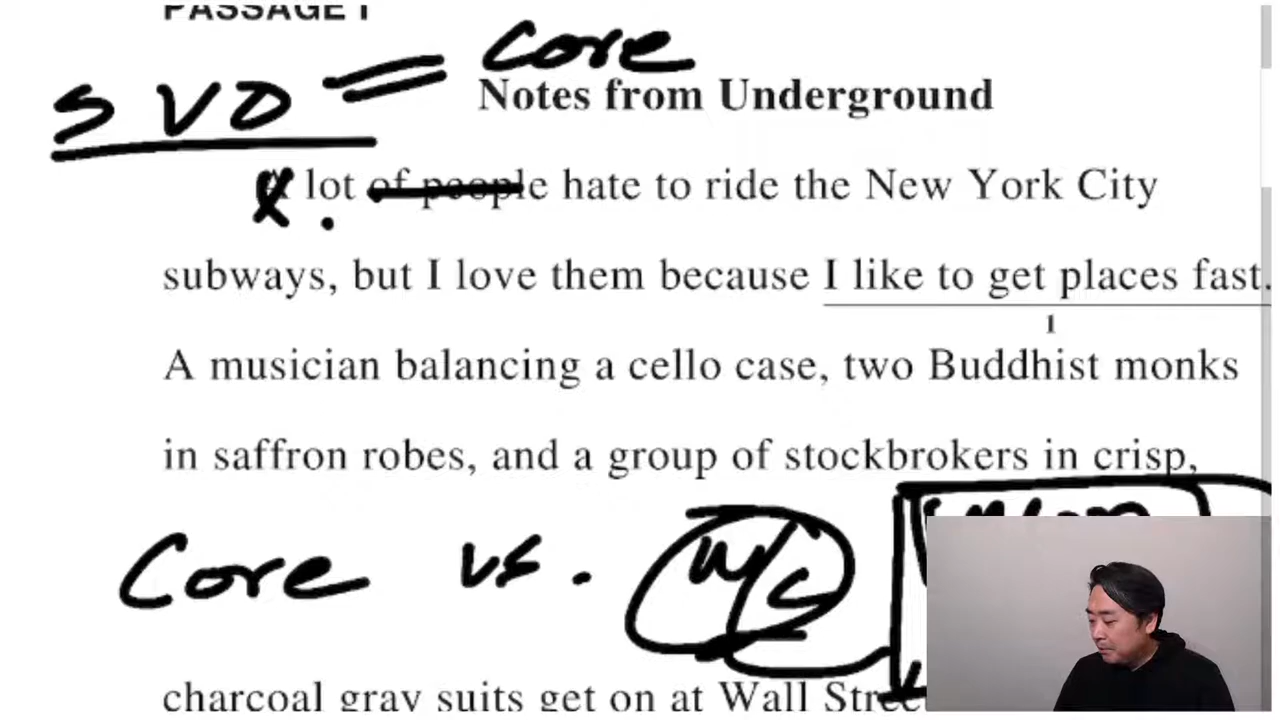 PASSAGE I
SVO = Core
Notes from Underground
lot of people hate to ride the New York City
subways, but I love them because I like to get places fast.
1
A musician balancing a cello case, two Buddhist monks
in saffron robes, and a group of stockbrokers in crisp,
Core vs. W/C
charcoal gray suits get on at Wall Stre